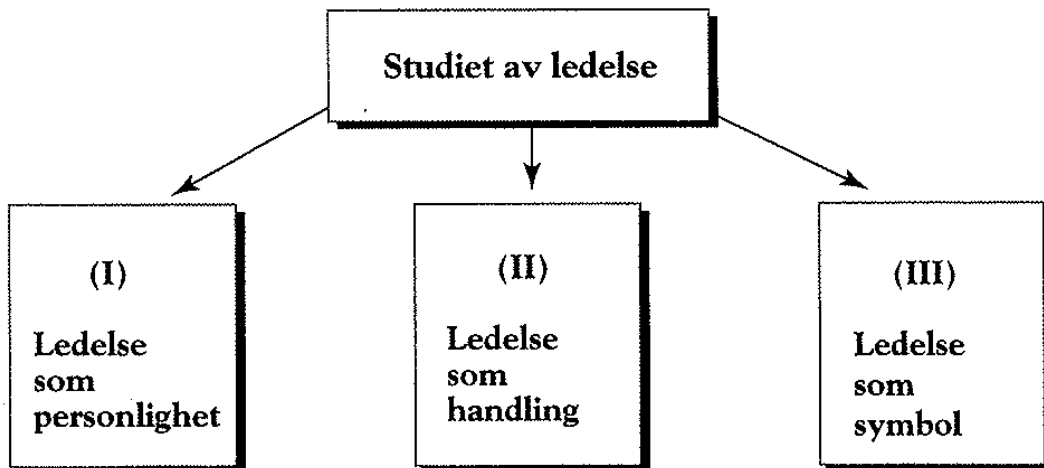 Studiet av ledelse
(I)
Ledelse
som
personlighet
(II)
Ledelse
som
handling
(III)
Ledelse
som
symbol